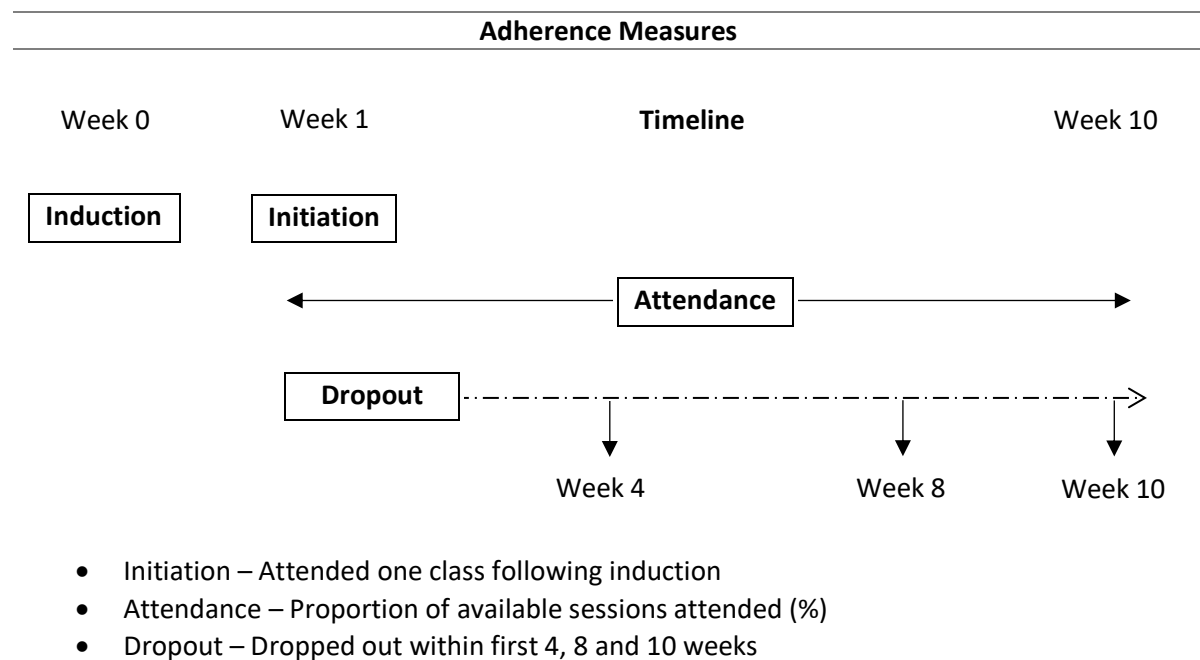 Adherence Measures
Week 0 Week 1 Timeline Week 10
Induction Initiation
Attendance
Dropout
Week 4 Week 8 Week 10
• Initiation – Attended one class following induction
• Attendance – Proportion of available sessions attended (%)
• Dropout – Dropped out within first 4, 8 and 10 weeks